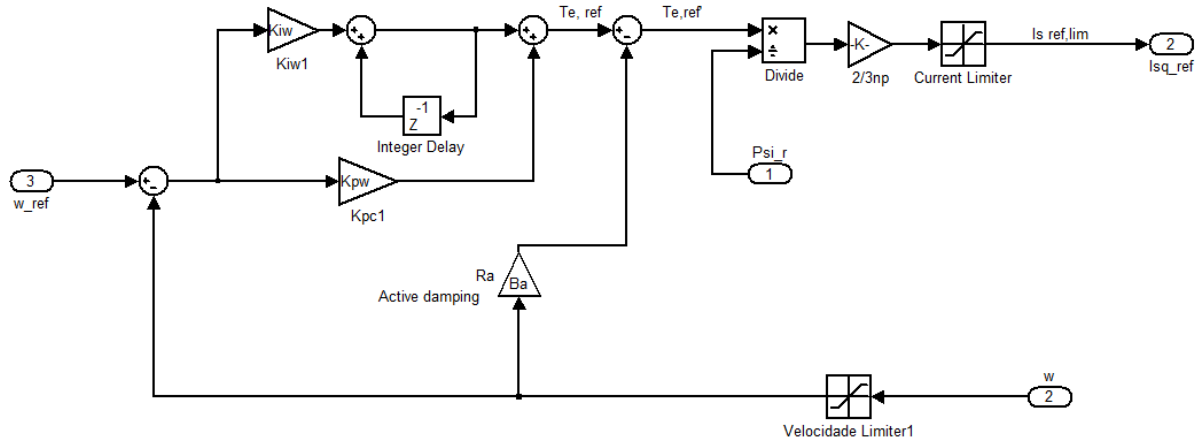 Te, ref
Te,ref'
Kiw
Kiw1
-K-
Divide
2/3np
Current Limiter
Is ref,lim
2
Isq_ref
-1
Z
Integer Delay
Psi_r
1
3
w_ref
Kpw
Kpc1
Ra
Ba
Active damping
w
2
Velocidade Limiter1